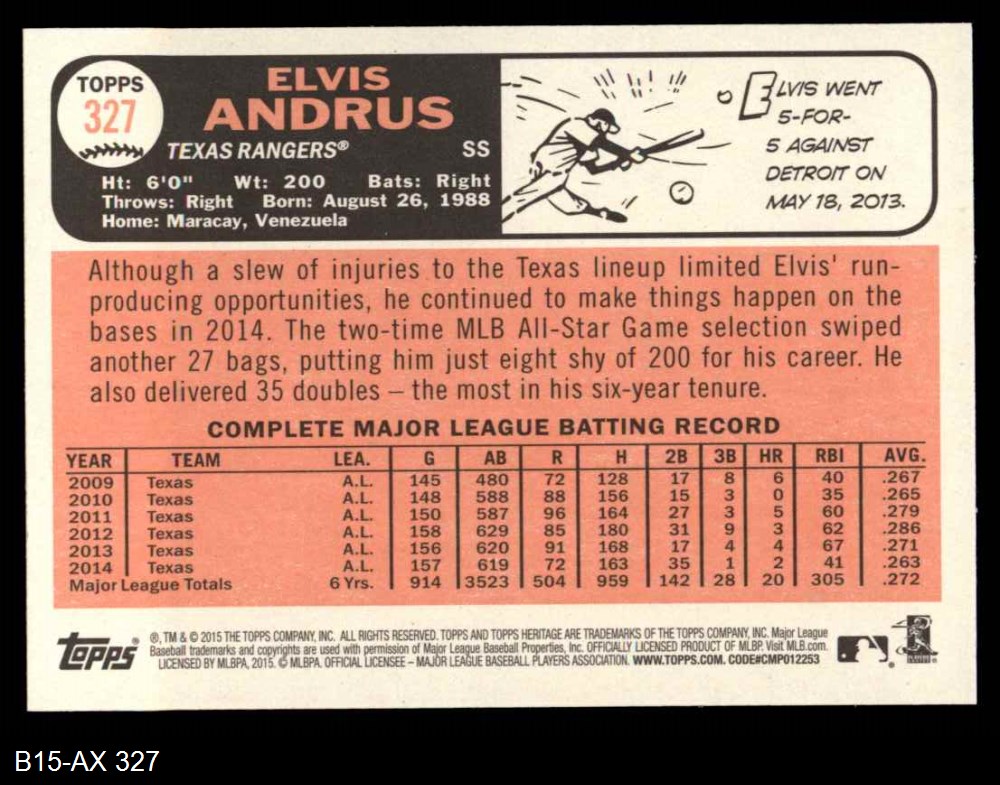 TOPPS
327
ELVIS
ANDRUS
TEXAS RANGERS® SS
Ht: 6'0" Wt: 200 Bats: Right
Throws: Right Born: August 26, 1988
Home: Maracay, Venezuela
ELVIS WENT
5-FOR-
5 AGAINST
DETROIT ON
MAY 18, 2013.
Although a slew of injuries to the Texas lineup limited Elvis' run-
producing opportunities, he continued to make things happen on the
bases in 2014. The two-time MLB All-Star Game selection swiped
another 27 bags, putting him just eight shy of 200 for his career. He
also delivered 35 doubles – the most in his six-year tenure.
COMPLETE MAJOR LEAGUE BATTING RECORD
YEAR TEAM LEA. G AB R H 2B 3B HR RBI AVG.
2009 Texas A.L. 145 480 72 128 17 8 6 40 .267
2010 Texas A.L. 148 588 88 156 15 3 0 35 .265
2011 Texas A.L. 150 587 96 164 27 3 5 60 .279
2012 Texas A.L. 158 629 85 180 31 9 3 62 .286
2013 Texas A.L. 156 620 91 168 17 4 4 67 .271
2014 Texas A.L. 157 619 72 163 35 1 2 41 .263
Major League Totals 6 Yrs. 914 3523 504 959 142 28 20 305 .272
Topps®
®, TM & © 2015 THE TOPPS COMPANY, INC. ALL RIGHTS RESERVED. TOPPS AND TOPPS HERITAGE ARE TRADEMARKS OF THE TOPPS COMPANY, INC. Major League
Baseball trademarks and copyrights are used with permission of Major League Baseball Properties, Inc. OFFICIALLY LICENSED PRODUCT OF MLBP. Visit MLB.com.
LICENSED BY MLBPA, 2015. © MLBPA. OFFICIAL LICENSEE – MAJOR LEAGUE BASEBALL PLAYERS ASSOCIATION. WWW.TOPPS.COM. CODE#CMP012253
B15-AX 327